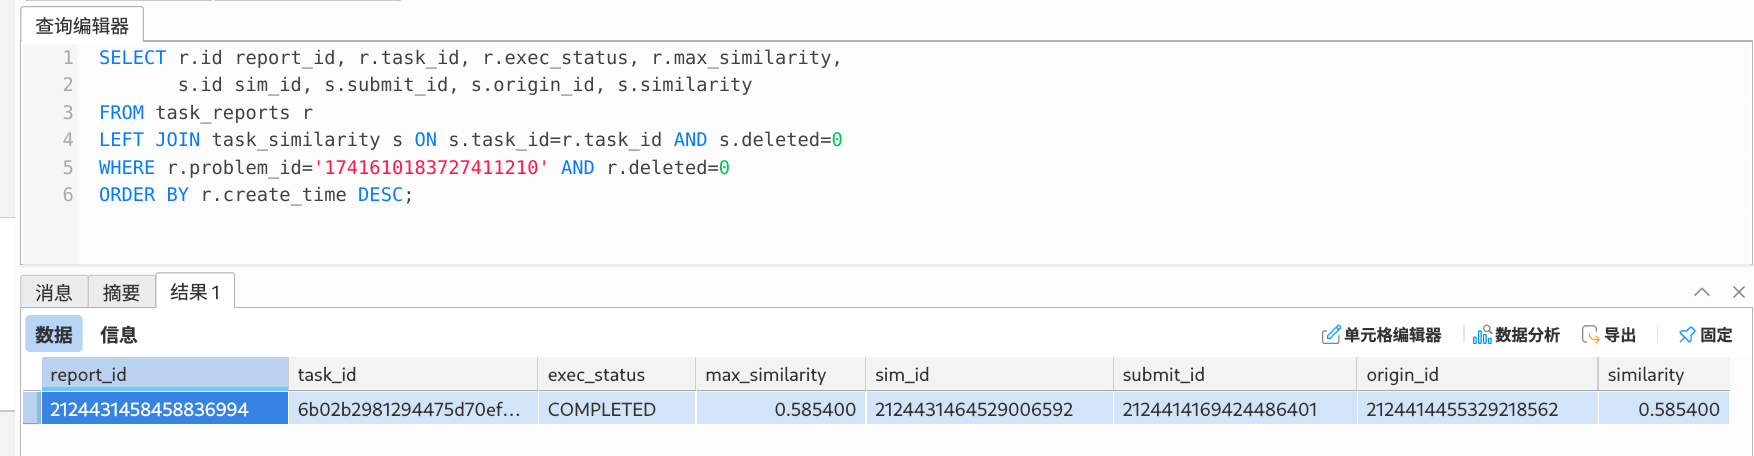 查询编辑器
1 SELECT r.id report_id, r.task_id, r.exec_status, r.max_similarity,
2 s.id sim_id, s.submit_id, s.origin_id, s.similarity
3 FROM task_reports r
4 LEFT JOIN task_similarity s ON s.task_id=r.task_id AND s.deleted=0
5 WHERE r.problem_id='1741610183727411210' AND r.deleted=0
6 ORDER BY r.create_time DESC;
消息 摘要 结果 1
数据 信息 单元格编辑器 数据分析 导出 固定
report_id task_id exec_status max_similarity sim_id submit_id origin_id similarity
2124431458458836994 6b02b2981294475d70ef... COMPLETED 0.585400 2124431464529006592 2124414169424486401 2124414455329218562 0.585400